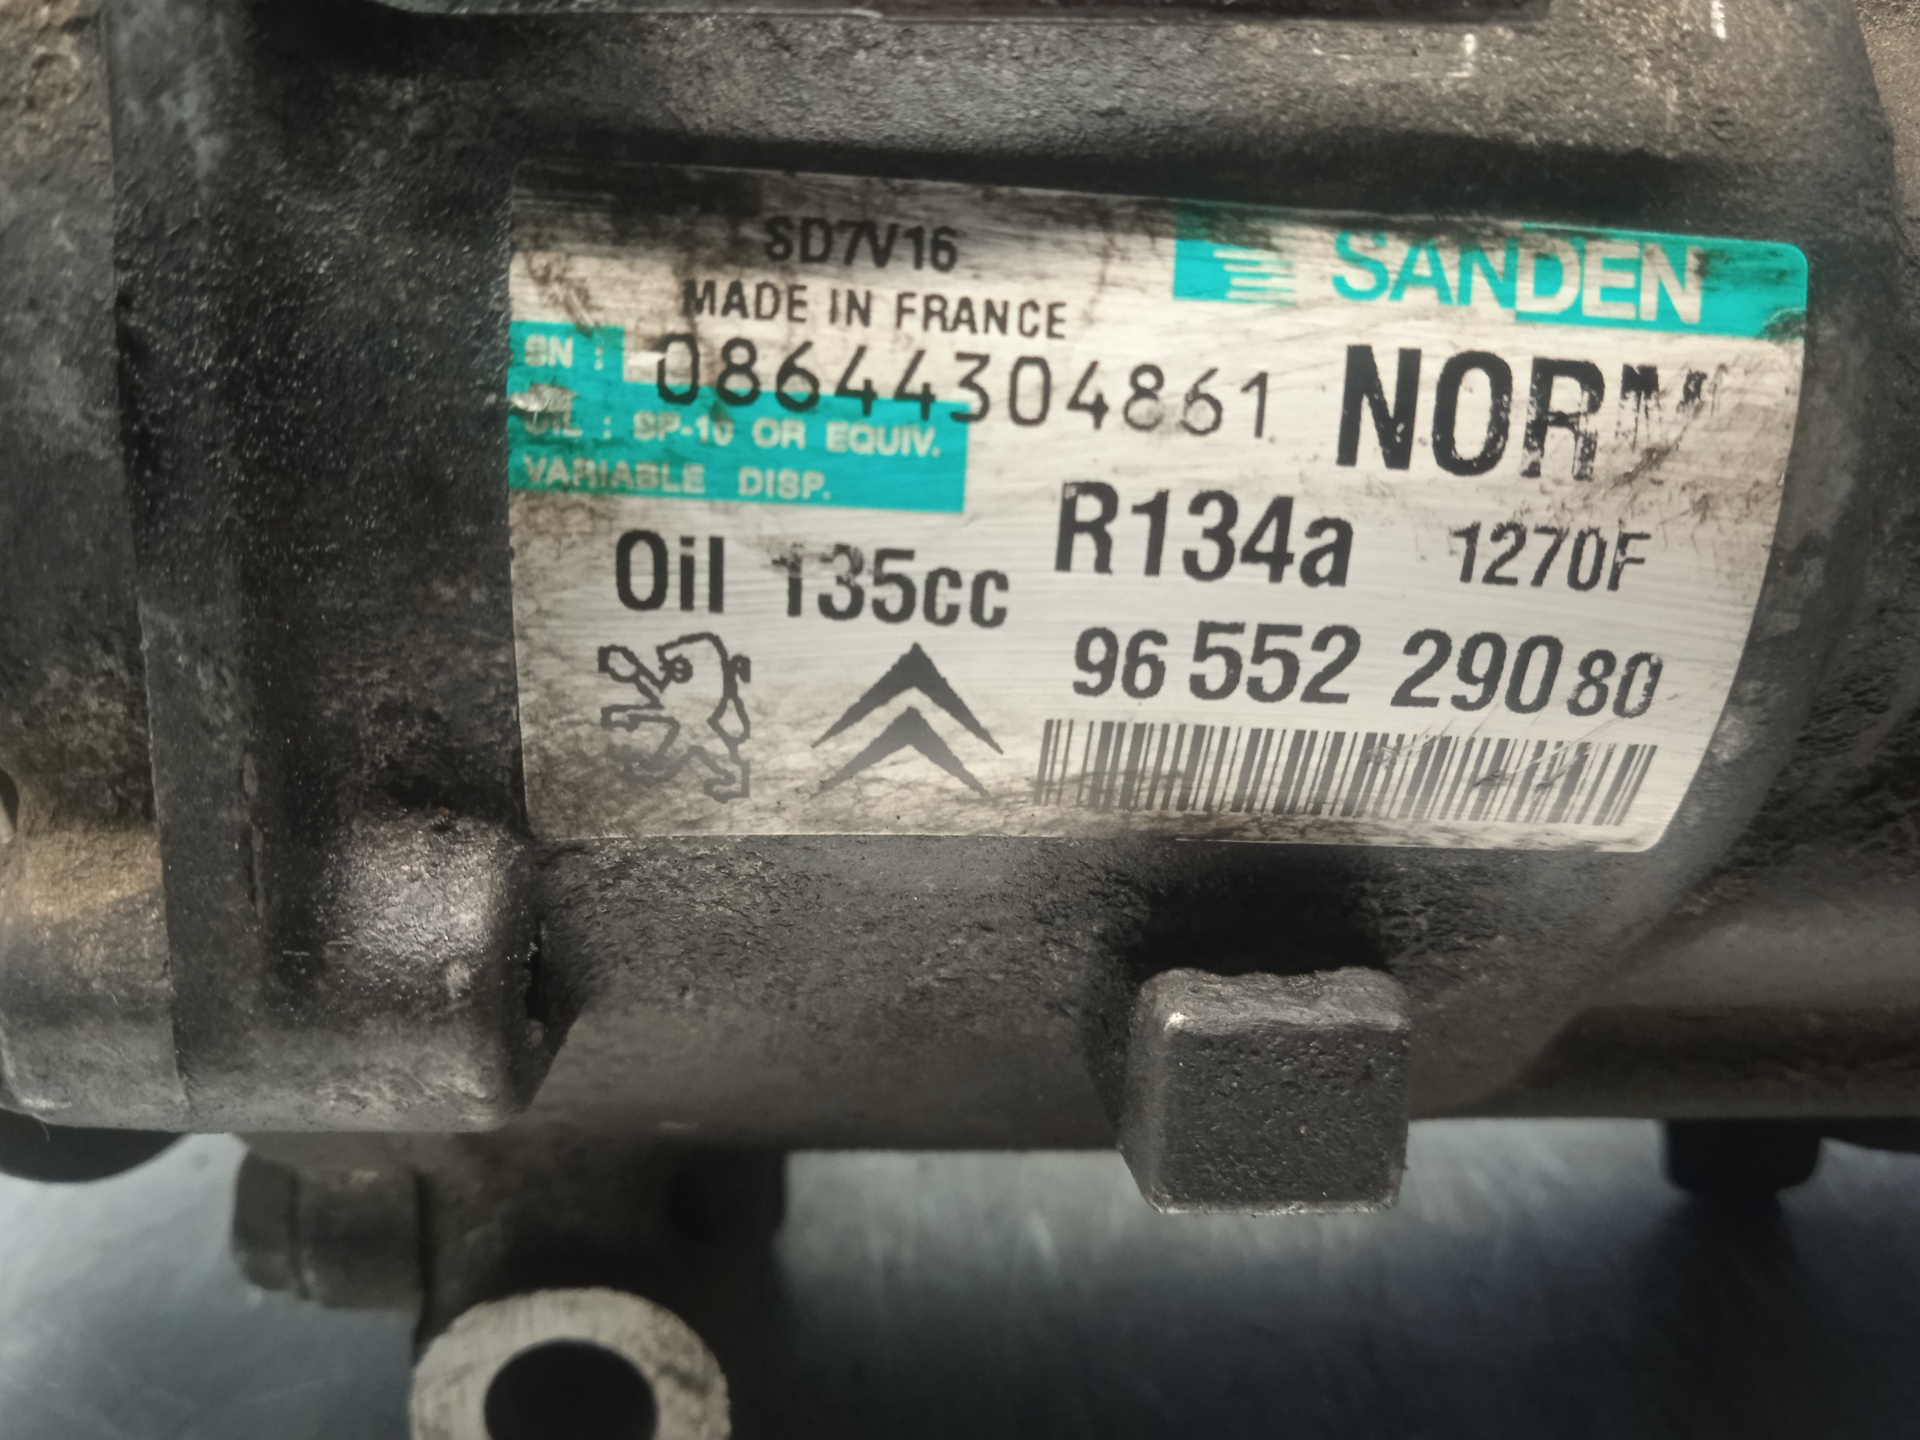 SD7V16
SANDEN
MADE IN FRANCE
SN : 08644304861
NORM
OIL : SP-10 OR EQUIV.
VARIABLE DISP.
Oil 135cc
R134a 1270F
96 552 290 80